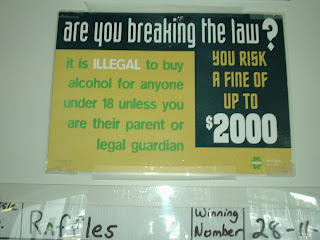 are you breaking the law?
it is ILLEGAL to buy
alcohol for anyone
under 18 unless you
are their parent or
legal guardian
YOU RISK
A FINE OF
UP TO
$2000
Raffles
Winning
Number
28-11-